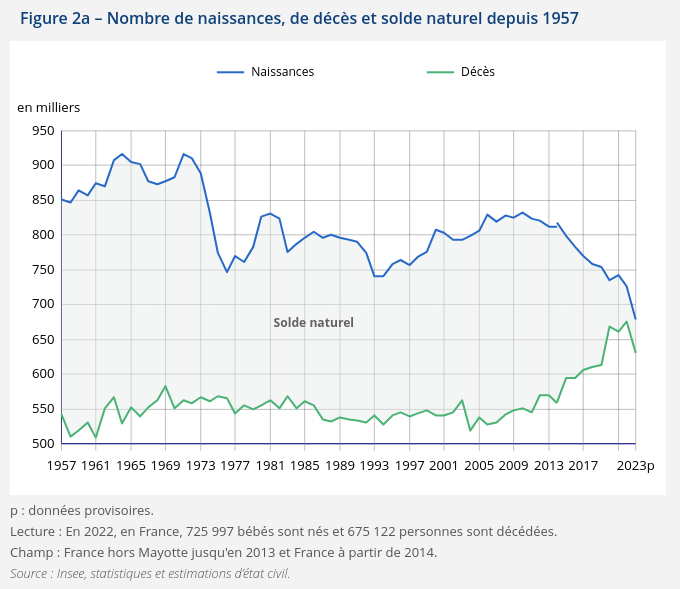 Figure 2a – Nombre de naissances, de décès et solde naturel depuis 1957
Naissances Décès
en milliers
950
900
850
800
750
700
650
600
550
500
Solde naturel
1957 1961 1965 1969 1973 1977 1981 1985 1989 1993 1997 2001 2005 2009 2013 2017 2023p
p : données provisoires.
Lecture : En 2022, en France, 725 997 bébés sont nés et 675 122 personnes sont décédées.
Champ : France hors Mayotte jusqu'en 2013 et France à partir de 2014.
Source : Insee, statistiques et estimations d’état civil.